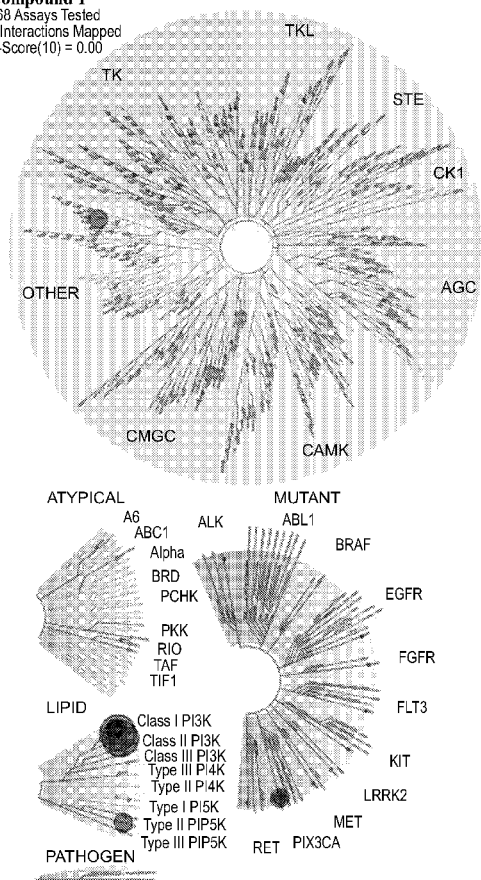 68 Assays Tested
Interactions Mapped
-Score(10) = 0.00
TKL
TK
STE
CK1
AGC
OTHER
CMGC
CAMK
ATYPICAL
MUTANT
A6
ABC1
Alpha
BRD
PCHK
PKK
RIO
TAF
TIF1
ALK
ABL1
BRAF
EGFR
FGFR
FLT3
KIT
LRRK2
MET
PIX3CA
RET
LIPID
Class I PI3K
Class II PI3K
Class III PI3K
Type III PI4K
Type II PI4K
Type I PI5K
Type II PIP5K
Type III PIP5K
PATHOGEN